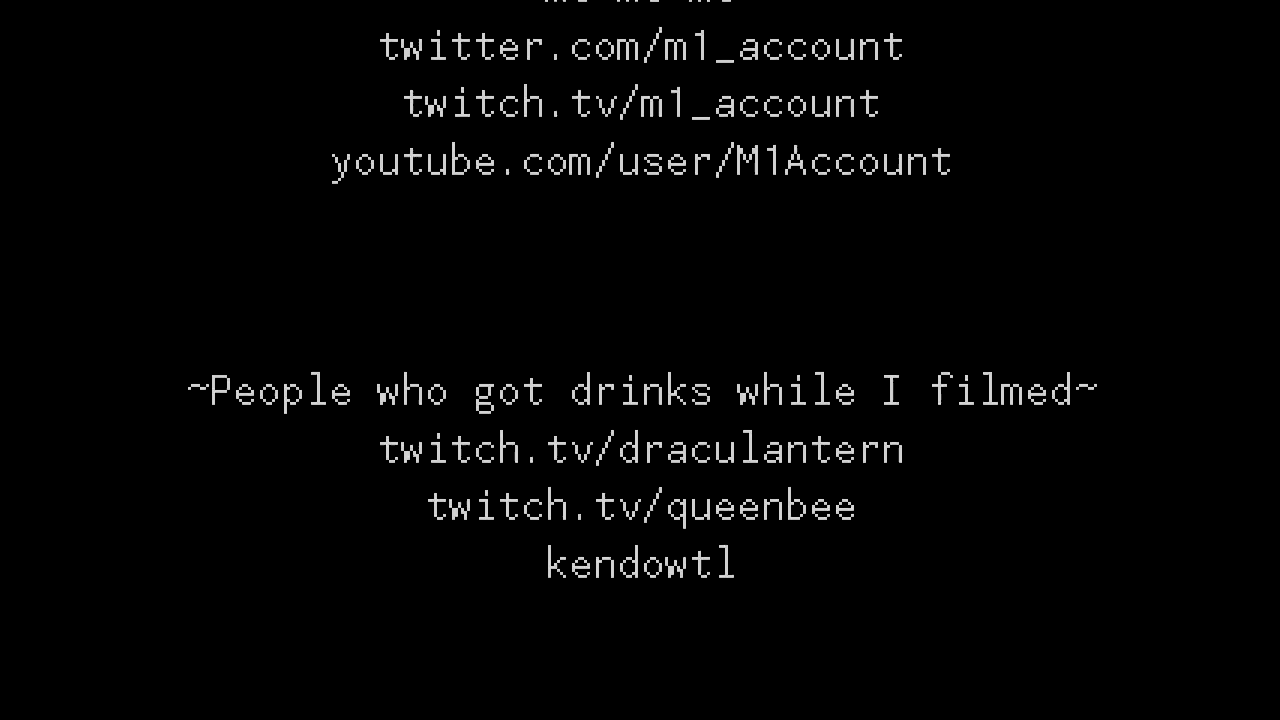 twitter.com/m1_account
twitch.tv/m1_account
youtube.com/user/M1Account
~People who got drinks while I filmed~
twitch.tv/draculantern
twitch.tv/queenbee
kendowtl